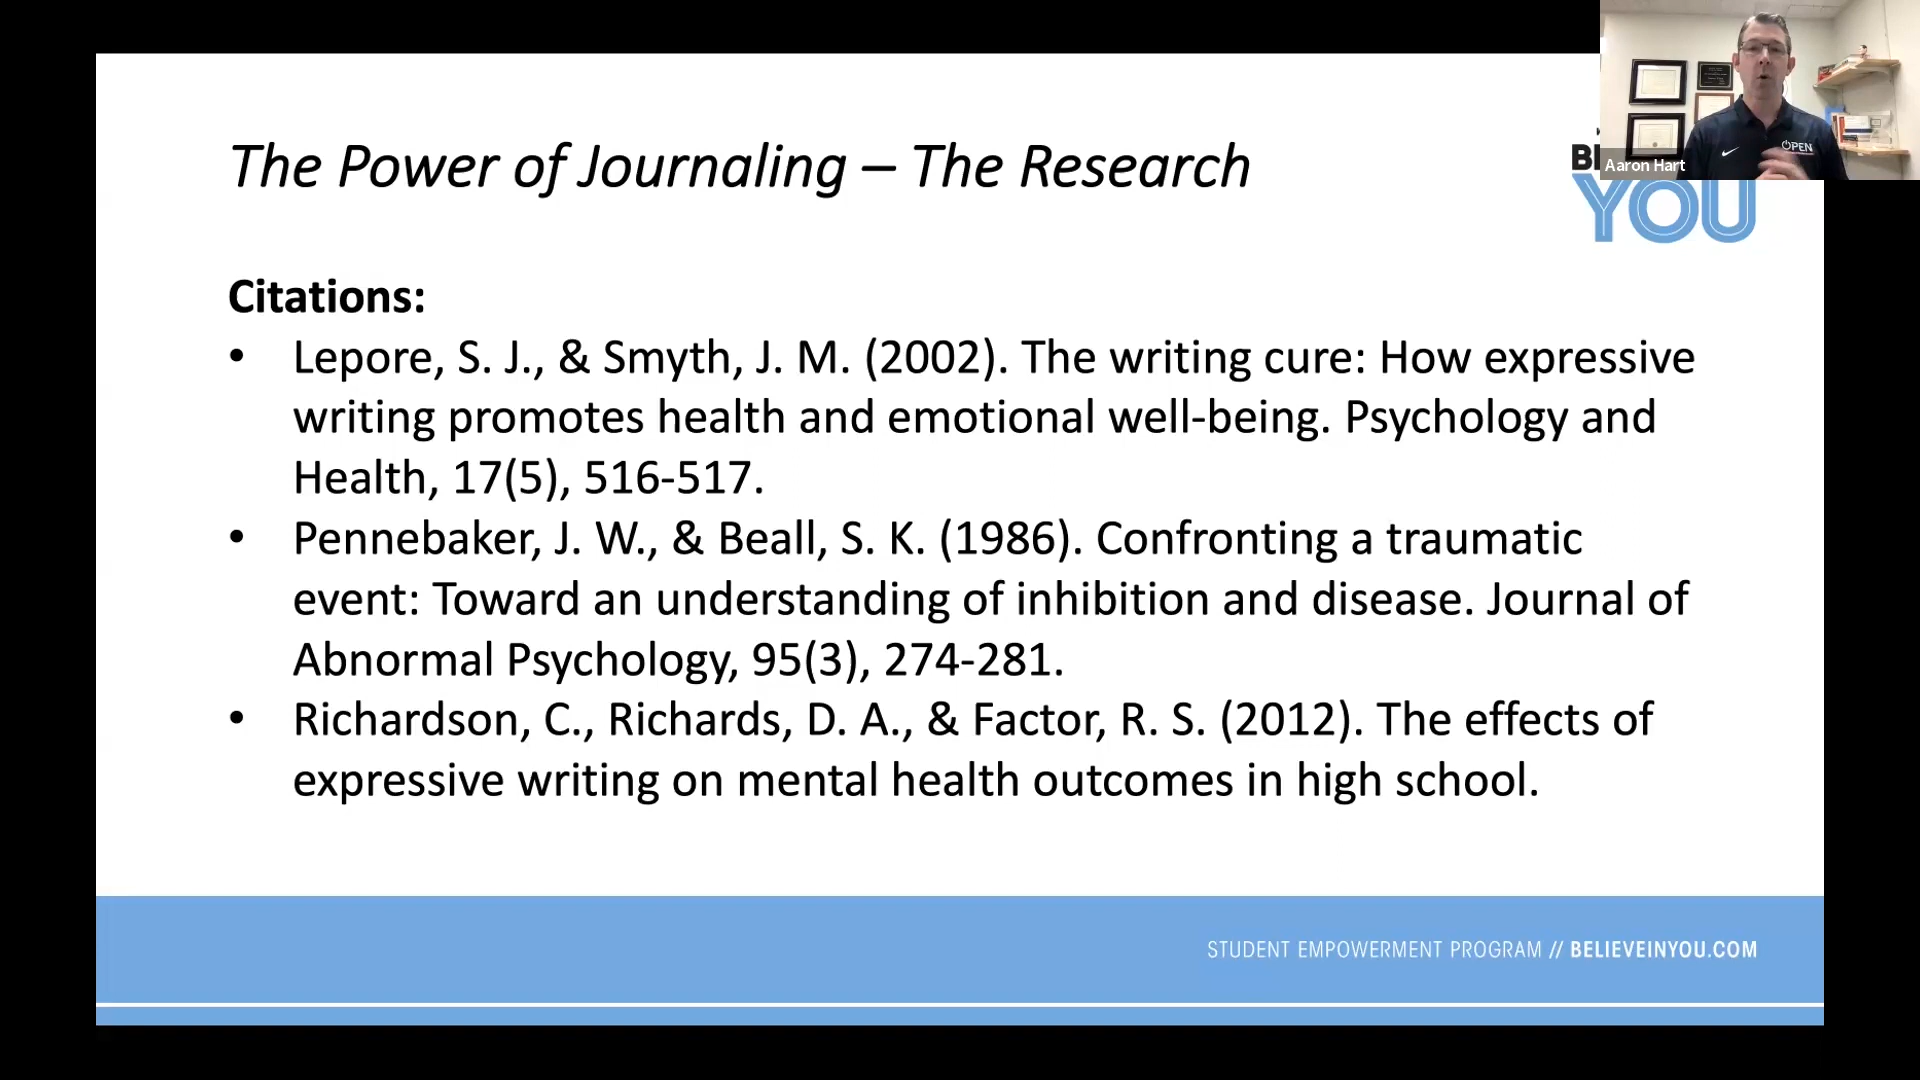 The Power of Journaling – The Research
Aaron Hart
OPEN
B
YOU
Citations:
• Lepore, S. J., & Smyth, J. M. (2002). The writing cure: How expressive
writing promotes health and emotional well-being. Psychology and
Health, 17(5), 516-517.
• Pennebaker, J. W., & Beall, S. K. (1986). Confronting a traumatic
event: Toward an understanding of inhibition and disease. Journal of
Abnormal Psychology, 95(3), 274-281.
• Richardson, C., Richards, D. A., & Factor, R. S. (2012). The effects of
expressive writing on mental health outcomes in high school.
STUDENT EMPOWERMENT PROGRAM // BELIEVEINYOU.COM